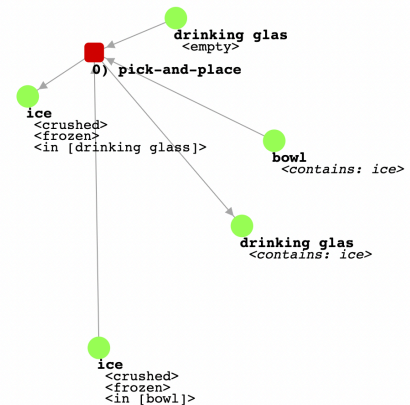 drinking glas
<empty>
0) pick-and-place
ice
<crushed>
<frozen>
<in [drinking glass]>
bowl
<contains: ice>
drinking glas
<contains: ice>
ice
<crushed>
<frozen>
<in [bowl]>